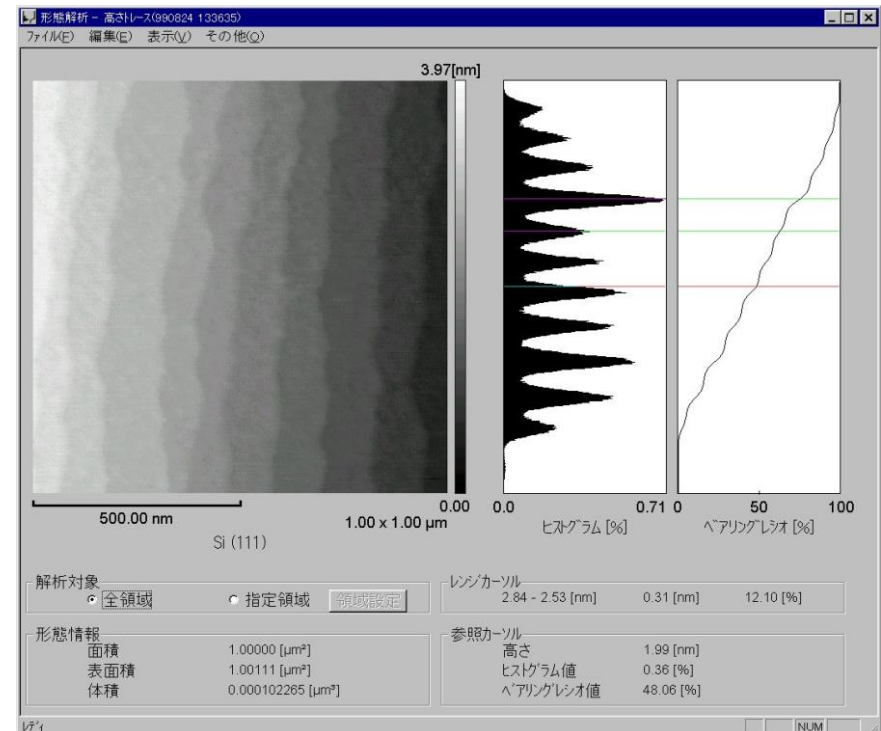 形態解析 - 高さトレース(990824 133635)
ファイル(F) 編集(E) 表示(V) その他(O)
3.97[nm]
0.00
500.00 nm
1.00 x 1.00 µm
Si (111)
0.0 0.71
ヒストグラム [%]
0 50 100
ベアリングレシオ [%]
解析対象
全領域 指定領域 領域設定
レンジカーソル
2.84 - 2.53 [nm] 0.31 [nm] 12.10 [%]
形態情報
面積 1.00000 [µm²]
表面積 1.00111 [µm²]
体積 0.000102265 [µm³]
参照カーソル
高さ 1.99 [nm]
ヒストグラム値 0.36 [%]
ベアリングレシオ値 48.06 [%]
レディ NUM